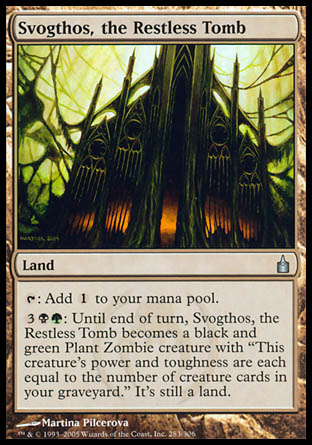 Svogthos, the Restless Tomb
Land
: Add 1 to your mana pool.
3 : Until end of turn, Svogthos, the
Restless Tomb becomes a black and
green Plant Zombie creature with “This
creature’s power and toughness are each
equal to the number of creature cards in
your graveyard.” It’s still a land.
Martina Pilcerova
™ & © 1993–2005 Wizards of the Coast, Inc. 283/306